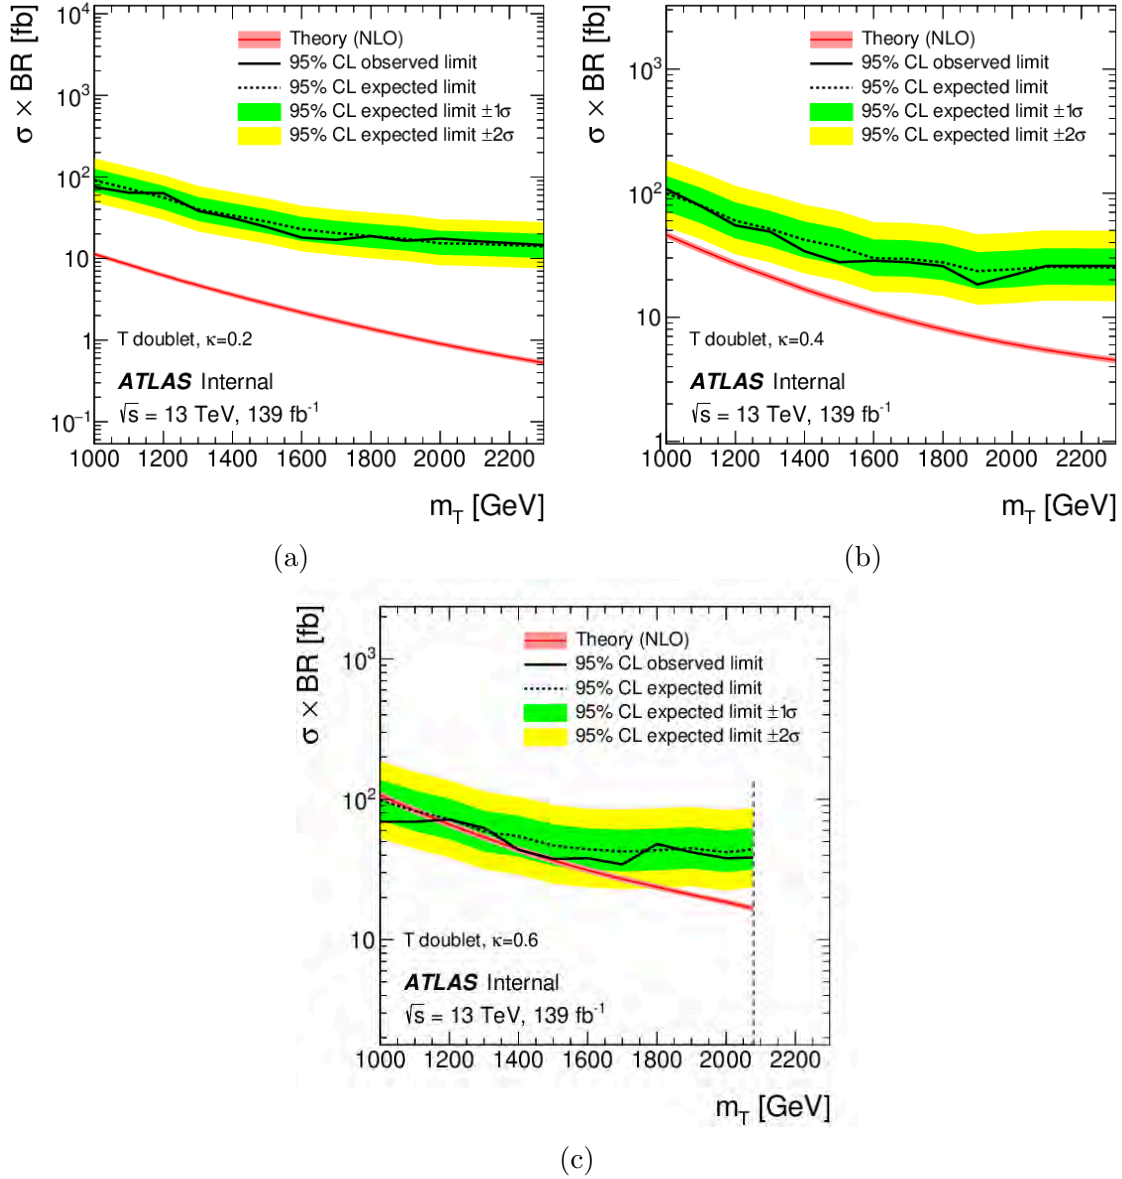 σ × BR [fb]
10⁴
10³
10²
10
1
10⁻¹
Theory (NLO)
95% CL observed limit
95% CL expected limit
95% CL expected limit ±1σ
95% CL expected limit ±2σ
T doublet, κ=0.2
ATLAS Internal
√s = 13 TeV, 139 fb⁻¹
1000 1200 1400 1600 1800 2000 2200
m_T [GeV]
(a)
σ × BR [fb]
10³
10²
10
1
Theory (NLO)
95% CL observed limit
95% CL expected limit
95% CL expected limit ±1σ
95% CL expected limit ±2σ
T doublet, κ=0.4
ATLAS Internal
√s = 13 TeV, 139 fb⁻¹
1000 1200 1400 1600 1800 2000 2200
m_T [GeV]
(b)
σ × BR [fb]
10³
10²
10
Theory (NLO)
95% CL observed limit
95% CL expected limit
95% CL expected limit ±1σ
95% CL expected limit ±2σ
T doublet, κ=0.6
ATLAS Internal
√s = 13 TeV, 139 fb⁻¹
1000 1200 1400 1600 1800 2000 2200
m_T [GeV]
(c)